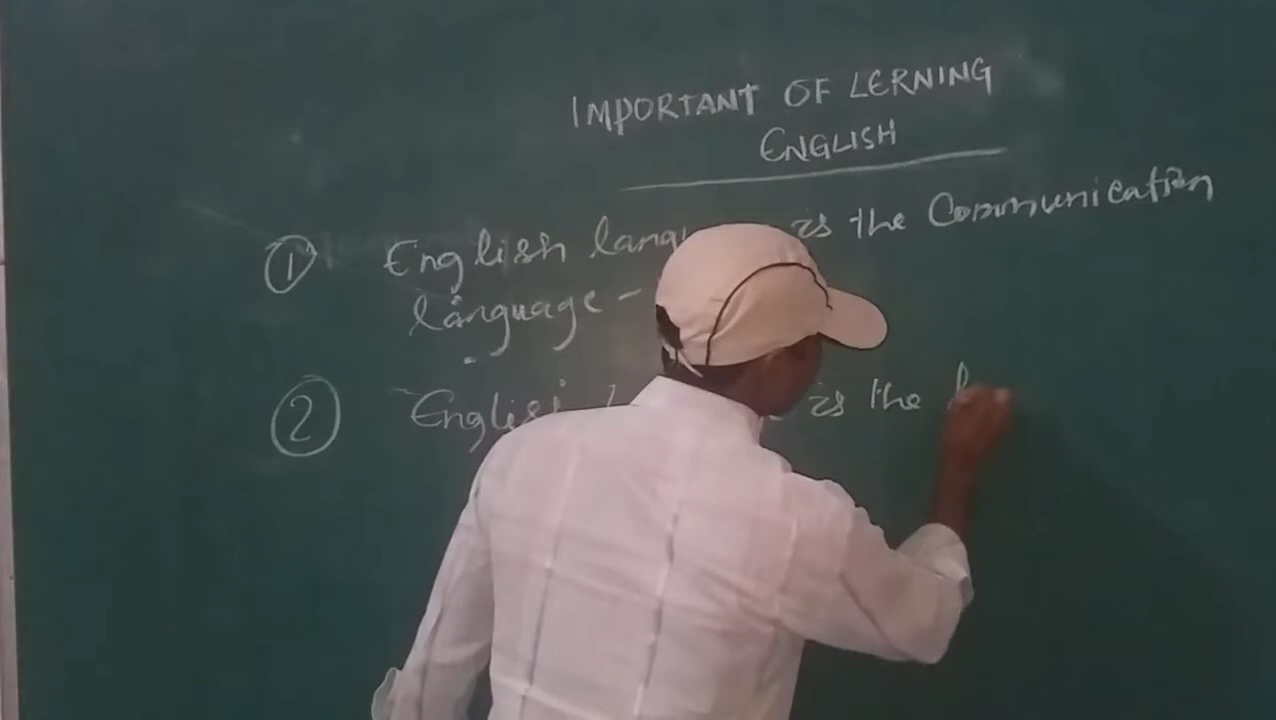 IMPORTANT OF LERNING
ENGLISH
① English is the Communication
language -
② is the